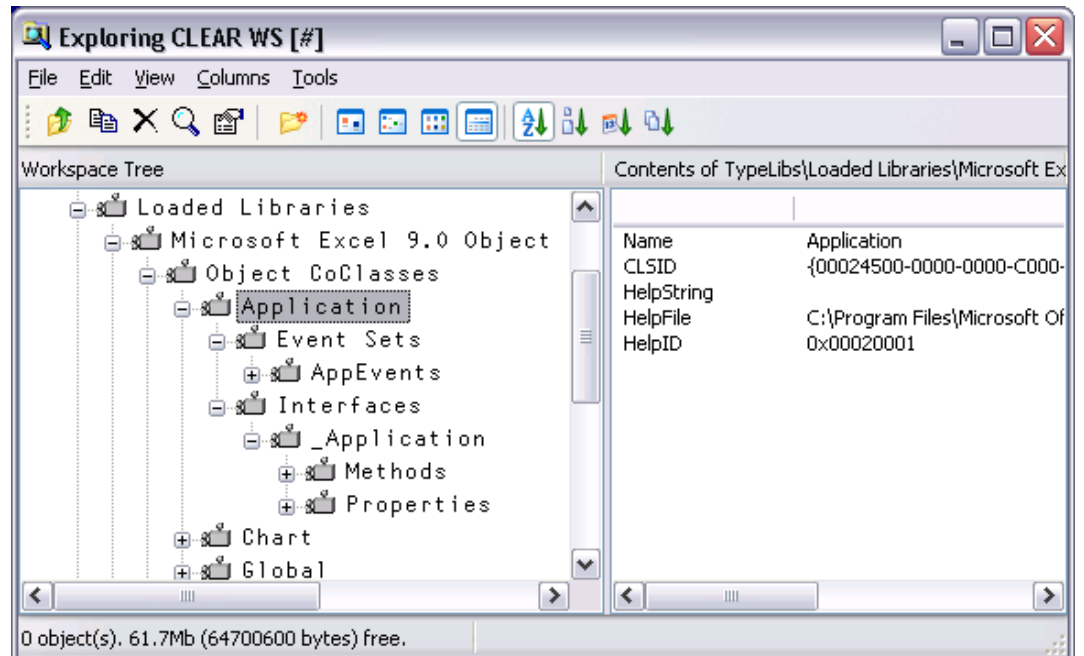 Exploring CLEAR WS [#]
File Edit View Columns Tools
Workspace Tree
Contents of TypeLibs\Loaded Libraries\Microsoft Ex
Loaded Libraries
Microsoft Excel 9.0 Object
Object CoClasses
Application
Event Sets
AppEvents
Interfaces
_Application
Methods
Properties
Chart
Global
Name Application
CLSID {00024500-0000-0000-C000-
HelpString
HelpFile C:\Program Files\Microsoft Of
HelpID 0x00020001
0 object(s). 61.7Mb (64700600 bytes) free.